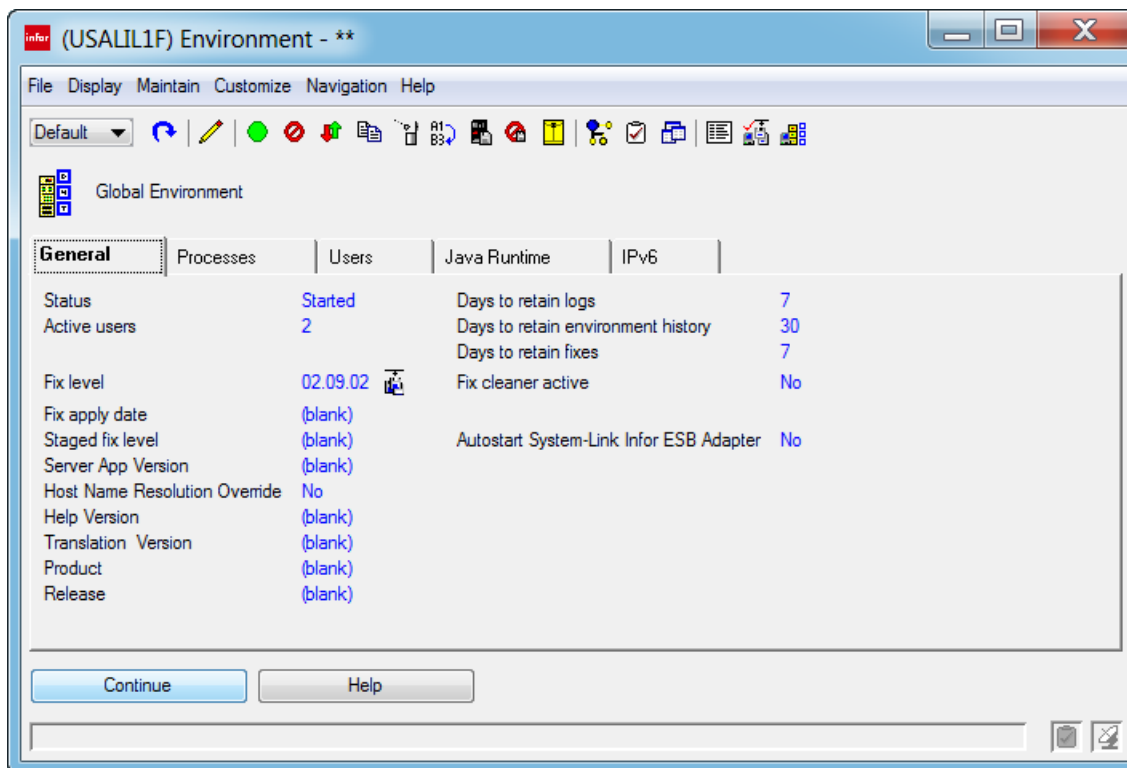 infor (USALIL1F) Environment - **
File Display Maintain Customize Navigation Help
Default
Global Environment
General Processes Users Java Runtime IPv6
Status Started Days to retain logs 7
Active users 2 Days to retain environment history 30
Days to retain fixes 7
Fix level 02.09.02 Fix cleaner active No
Fix apply date (blank)
Staged fix level (blank) Autostart System-Link Infor ESB Adapter No
Server App Version (blank)
Host Name Resolution Override No
Help Version (blank)
Translation Version (blank)
Product (blank)
Release (blank)
Continue Help